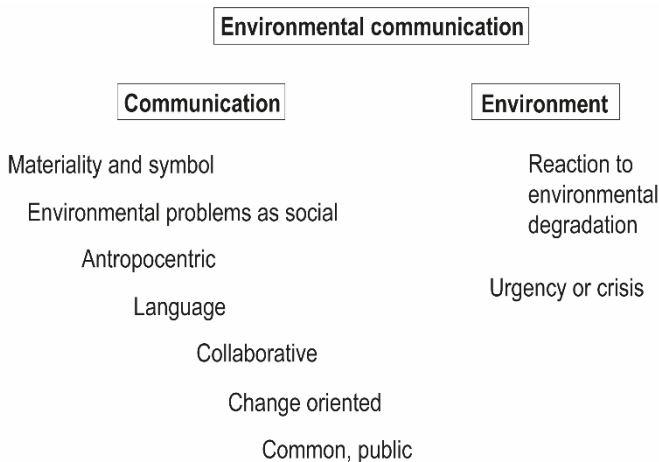 Environmental communication
Communication
Environment
Materiality and symbol
Environmental problems as social
Antropocentric
Language
Collaborative
Change oriented
Common, public
Reaction to
environmental
degradation
Urgency or crisis